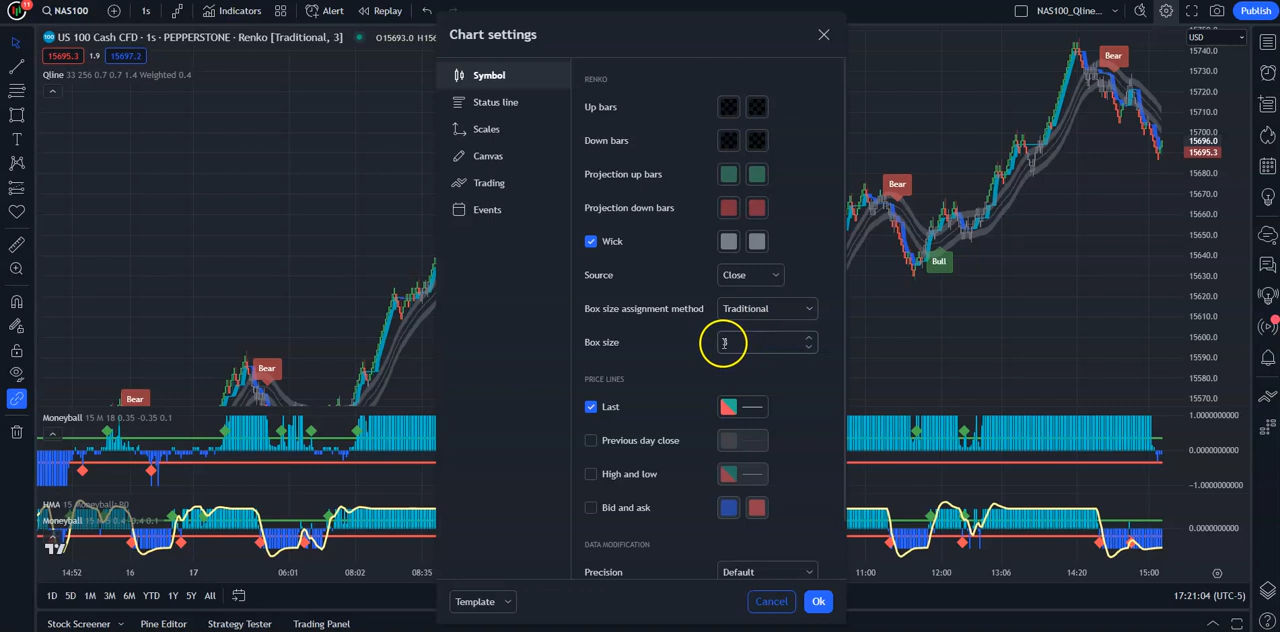 11
NAS100
1s
Indicators
Alert
Replay
NAS100_Qline...
Publish
US 100 Cash CFD · 1s · PEPPERSTONE · Renko [Traditional, 3]
O15693.0
15695.3
1.9
15697.2
Qline 33 256 0.7 0.7 1.4 Weighted 0.4
Chart settings
Symbol
Status line
Scales
Canvas
Trading
Events
RENKO
Up bars
Down bars
Projection up bars
Projection down bars
Wick
Source
Close
Box size assignment method
Traditional
Box size
PRICE LINES
Last
Previous day close
High and low
Bid and ask
DATA MODIFICATION
Precision
Default
Template
Cancel
Ok
Bear
Bear
Bear
Bear
Bull
USD
15740.0
15730.0
15720.0
15710.0
15700.0
15696.0
15695.3
15680.0
15670.0
15660.0
15650.0
15640.0
15630.0
15620.0
15610.0
15600.0
15590.0
15580.0
15570.0
Moneyball 15 M 18 0.35 -0.35 0.1
1.0000000000
0.0000000000
-1.0000000000
HMA 15 Moneyball: BD
0.0000000000
14:52
16
17
06:01
08:02
08:35
11:00
12:00
13:06
14:20
15:00
1D
5D
1M
3M
6M
YTD
1Y
5Y
All
17:21:04 (UTC-5)
Stock Screener
Pine Editor
Strategy Tester
Trading Panel